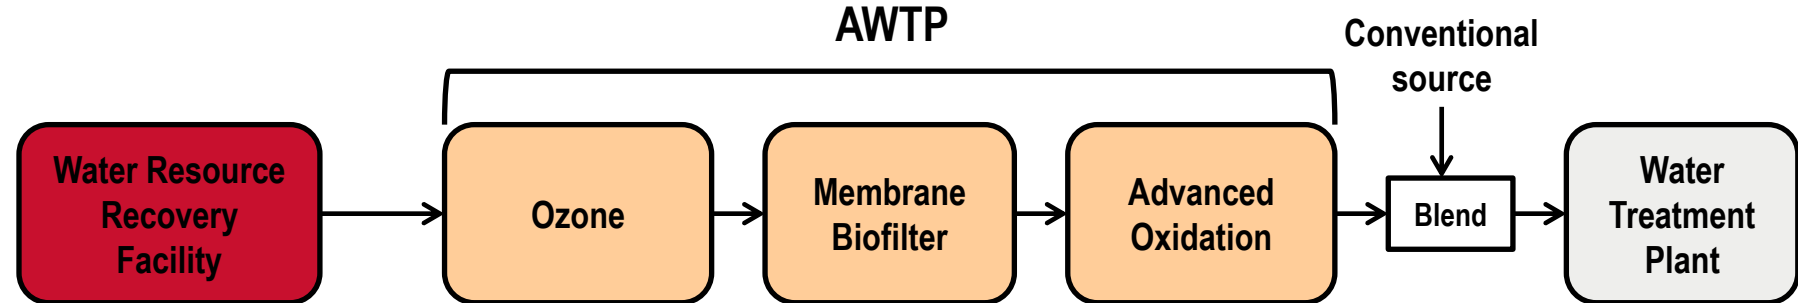 AWTP
Conventional
source
Water Resource
Recovery
Facility
Ozone
Membrane
Biofilter
Advanced
Oxidation
Blend
Water
Treatment
Plant